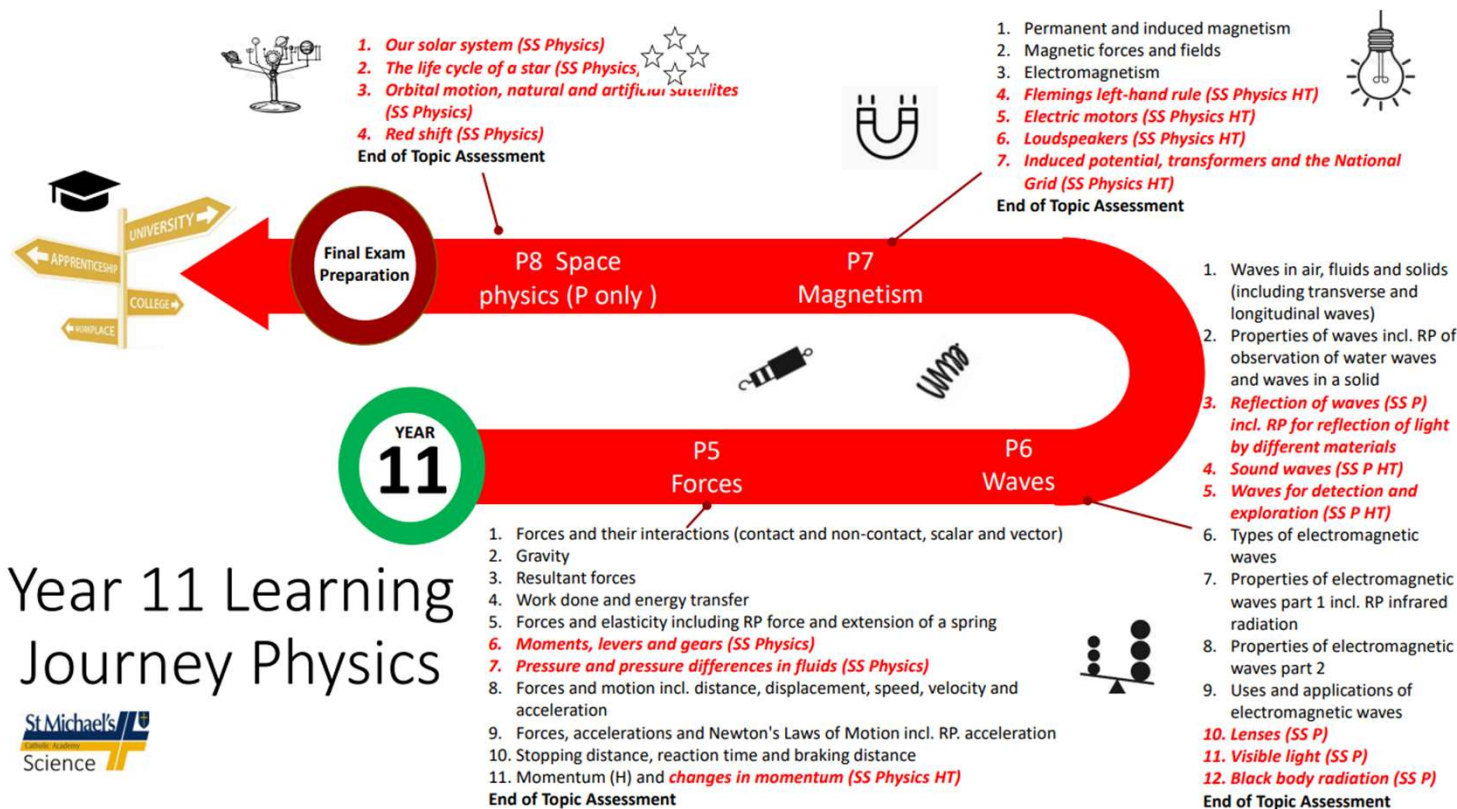 1. Our solar system (SS Physics)
2. The life cycle of a star (SS Physics)
3. Orbital motion, natural and artificial satellites
(SS Physics)
4. Red shift (SS Physics)
End of Topic Assessment
1. Permanent and induced magnetism
2. Magnetic forces and fields
3. Electromagnetism
4. Flemings left-hand rule (SS Physics HT)
5. Electric motors (SS Physics HT)
6. Loudspeakers (SS Physics HT)
7. Induced potential, transformers and the National
Grid (SS Physics HT)
End of Topic Assessment
UNIVERSITY
APPRENTICESHIP
COLLEGE
WORKPLACE
Final Exam
Preparation
P8 Space
physics (P only )
P7
Magnetism
1. Waves in air, fluids and solids
(including transverse and
longitudinal waves)
2. Properties of waves incl. RP of
observation of water waves
and waves in a solid
3. Reflection of waves (SS P)
incl. RP for reflection of light
by different materials
4. Sound waves (SS P HT)
5. Waves for detection and
exploration (SS P HT)
6. Types of electromagnetic
waves
7. Properties of electromagnetic
waves part 1 incl. RP infrared
radiation
8. Properties of electromagnetic
waves part 2
9. Uses and applications of
electromagnetic waves
10. Lenses (SS P)
11. Visible light (SS P)
12. Black body radiation (SS P)
End of Topic Assessment
YEAR
11
P5
Forces
P6
Waves
1. Forces and their interactions (contact and non-contact, scalar and vector)
2. Gravity
3. Resultant forces
4. Work done and energy transfer
5. Forces and elasticity including RP force and extension of a spring
6. Moments, levers and gears (SS Physics)
7. Pressure and pressure differences in fluids (SS Physics)
8. Forces and motion incl. distance, displacement, speed, velocity and
acceleration
9. Forces, accelerations and Newton's Laws of Motion incl. RP. acceleration
10. Stopping distance, reaction time and braking distance
11. Momentum (H) and changes in momentum (SS Physics HT)
End of Topic Assessment
Year 11 Learning
Journey Physics
St Michael's
Catholic Academy
Science